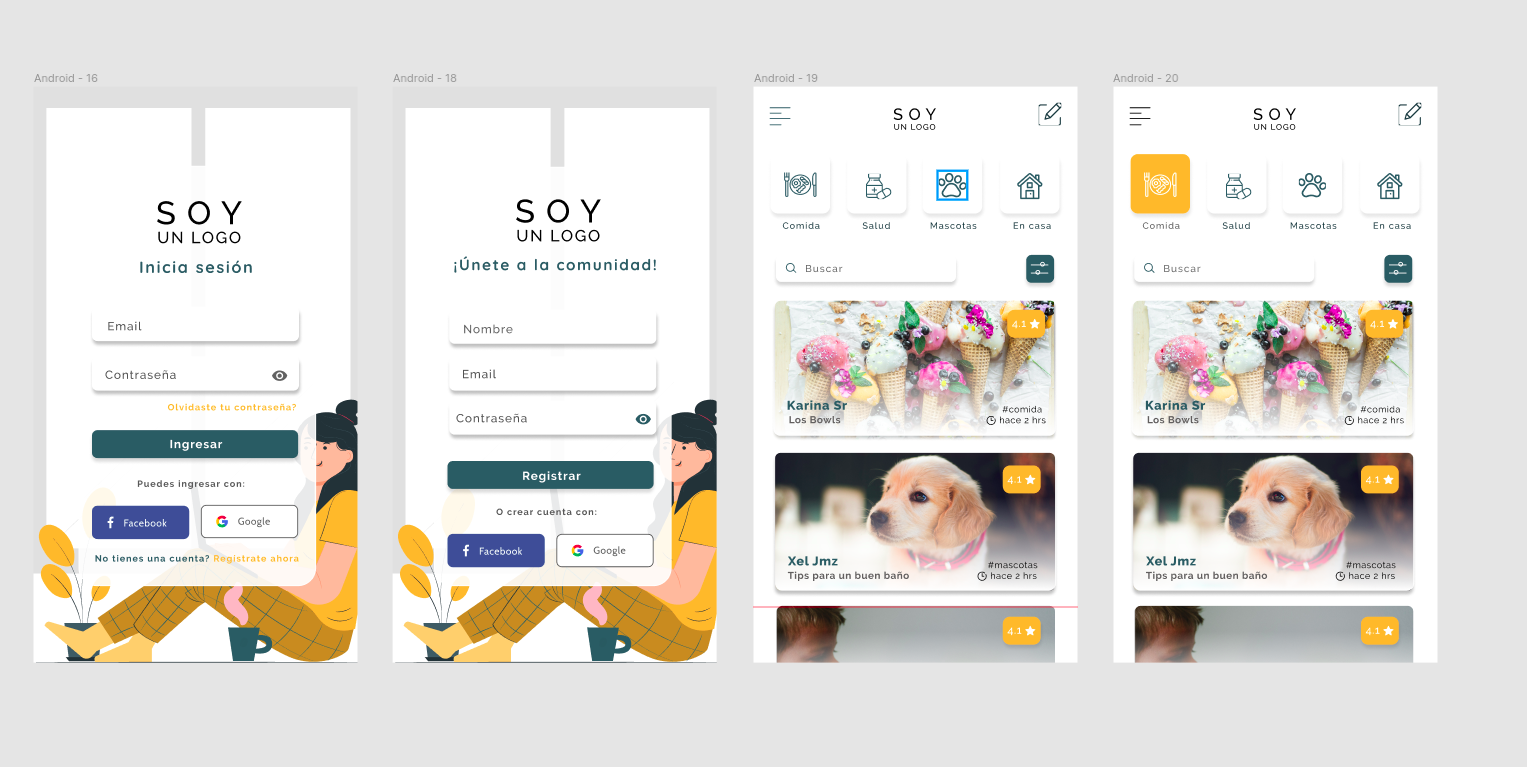 Android - 16
SOY
UN LOGO
Inicia sesión
Email
Contraseña
Olvidaste tu contraseña?
Ingresar
Puedes ingresar con:
Facebook
Google
No tienes una cuenta? Registrate ahora
Android - 18
SOY
UN LOGO
¡Únete a la comunidad!
Nombre
Email
Contraseña
Registrar
O crear cuenta con:
Facebook
Google
Android - 19
SOY
UN LOGO
Comida
Salud
Mascotas
En casa
Buscar
4.1
Karina Sr
#comida
Los Bowls
hace 2 hrs
4.1
Xel Jmz
#mascotas
Tips para un buen baño
hace 2 hrs
4.1
Android - 20
SOY
UN LOGO
Comida
Salud
Mascotas
En casa
Buscar
4.1
Karina Sr
#comida
Los Bowls
hace 2 hrs
4.1
Xel Jmz
#mascotas
Tips para un buen baño
hace 2 hrs
4.1